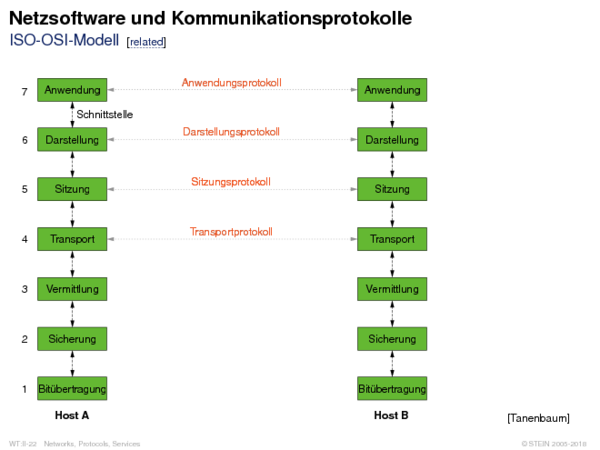 Netzsoftware und Kommunikationsprotokolle
ISO-OSI-Modell [related]
7 Anwendung Anwendungsprotokoll Anwendung
Schnittstelle
6 Darstellung Darstellungsprotokoll Darstellung
5 Sitzung Sitzungsprotokoll Sitzung
4 Transport Transportprotokoll Transport
3 Vermittlung Vermittlung
2 Sicherung Sicherung
1 Bitübertragung Bitübertragung
Host A Host B
[Tanenbaum]
WT:II-22 Networks, Protocols, Services © STEIN 2005-2018